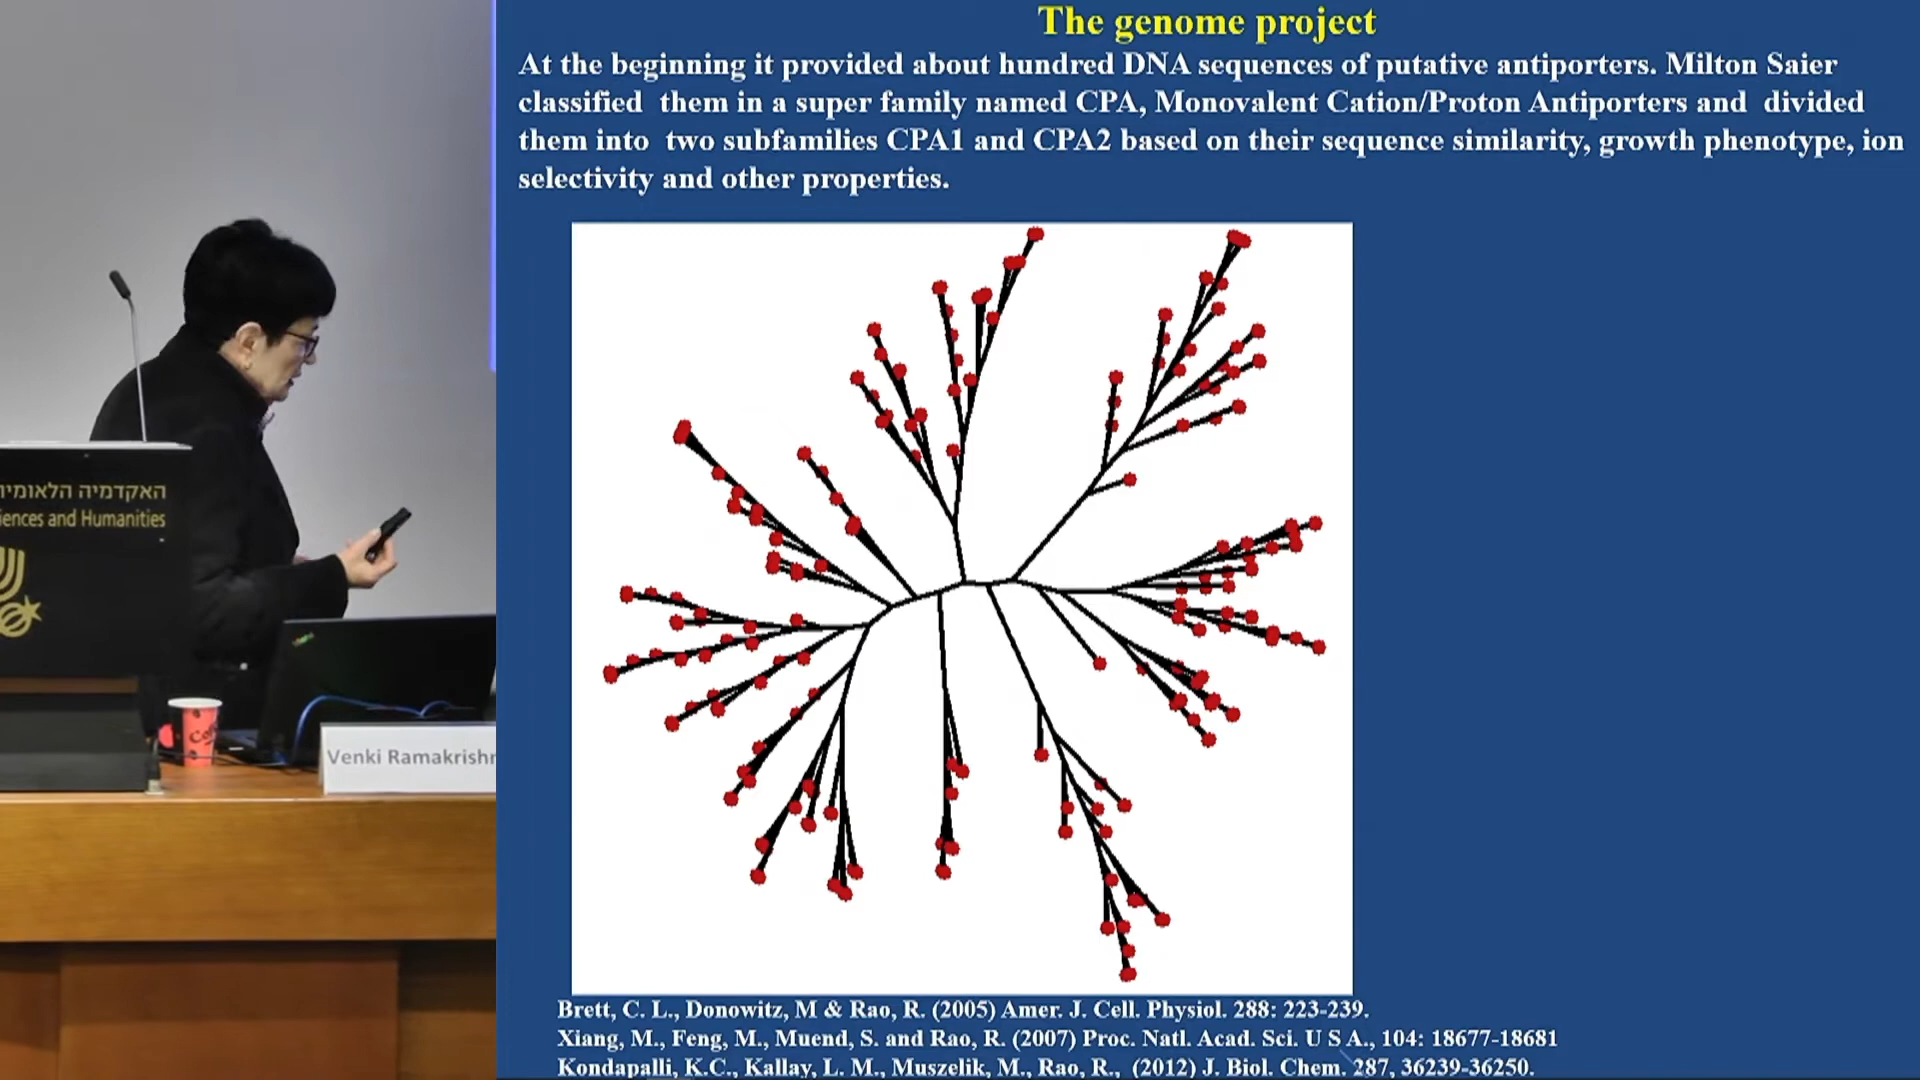 The genome project
At the beginning it provided about hundred DNA sequences of putative antiporters. Milton Saier
classified them in a super family named CPA, Monovalent Cation/Proton Antiporters and divided
them into two subfamilies CPA1 and CPA2 based on their sequence similarity, growth phenotype, ion
selectivity and other properties.
האקדמיה הלאומי
iences and Humanities
Venki Ramakrishn
Brett, C. L., Donowitz, M & Rao, R. (2005) Amer. J. Cell. Physiol. 288: 223-239.
Xiang, M., Feng, M., Muend, S. and Rao, R. (2007) Proc. Natl. Acad. Sci. U S A., 104: 18677-18681
Kondapalli, K.C., Kallay, L. M., Muszelik, M., Rao, R., (2012) J. Biol. Chem. 287, 36239-36250.